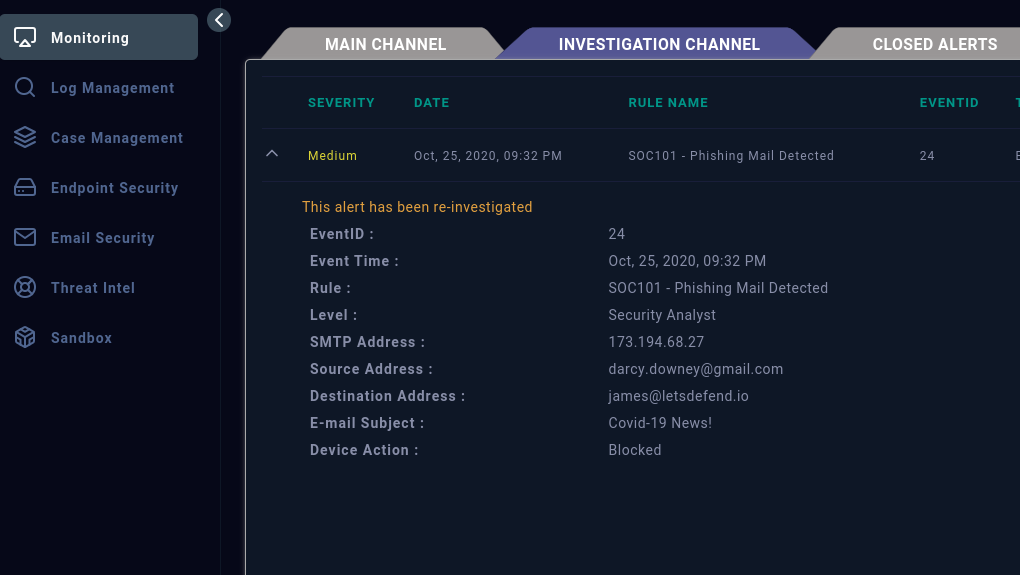 Monitoring
Log Management
Case Management
Endpoint Security
Email Security
Threat Intel
Sandbox
MAIN CHANNEL INVESTIGATION CHANNEL CLOSED ALERTS
SEVERITY DATE RULE NAME EVENTID
Medium Oct, 25, 2020, 09:32 PM SOC101 - Phishing Mail Detected 24
This alert has been re-investigated
EventID : 24
Event Time : Oct, 25, 2020, 09:32 PM
Rule : SOC101 - Phishing Mail Detected
Level : Security Analyst
SMTP Address : 173.194.68.27
Source Address : darcy.downey@gmail.com
Destination Address : james@letsdefend.io
E-mail Subject : Covid-19 News!
Device Action : Blocked